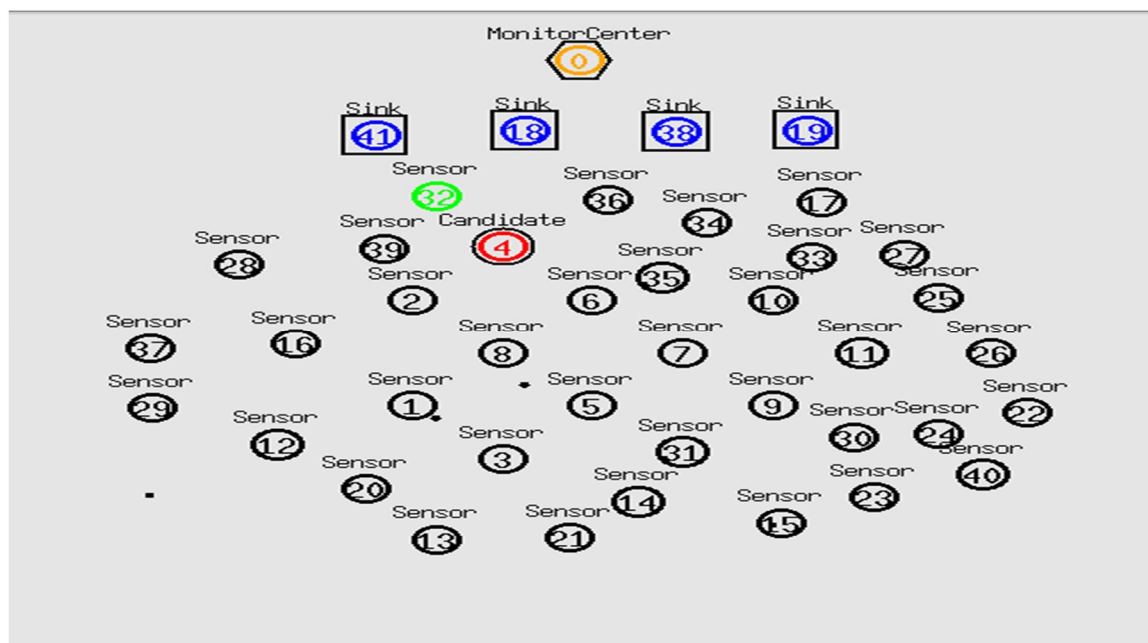 MonitorCenter
0
Sink
41
Sink
18
Sink
38
Sink
19
Sensor
32
Sensor
36
Sensor
34
Sensor
17
Sensor
39
Candidate
4
Sensor
28
Sensor
35
Sensor
33
Sensor
27
Sensor
2
Sensor
6
Sensor
10
Sensor
25
Sensor
37
Sensor
16
Sensor
8
Sensor
7
Sensor
11
Sensor
26
Sensor
29
Sensor
1
Sensor
5
Sensor
9
Sensor
22
Sensor
12
Sensor
3
Sensor
31
Sensor
30
Sensor
24
Sensor
40
Sensor
20
Sensor
14
Sensor
23
Sensor
13
Sensor
21
Sensor
15